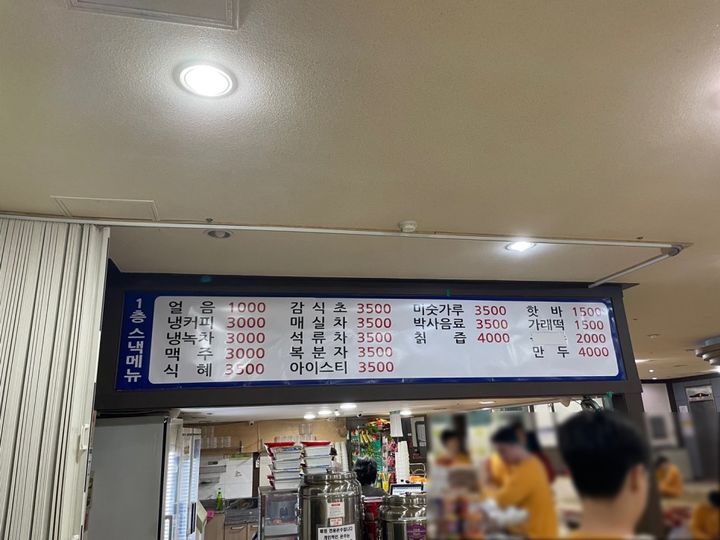 1층 스낵메뉴
얼 음 1000
냉커피 3000
냉녹차 3000
맥 주 3000
식 혜 3500
감 식 초 3500
매 실 차 3500
석 류 차 3500
복 분 자 3500
아이스티 3500
미숫가루 3500
박사음료 3500
칡 즙 4000
핫 바 1500
가래떡 1500
2000
만 두 4000